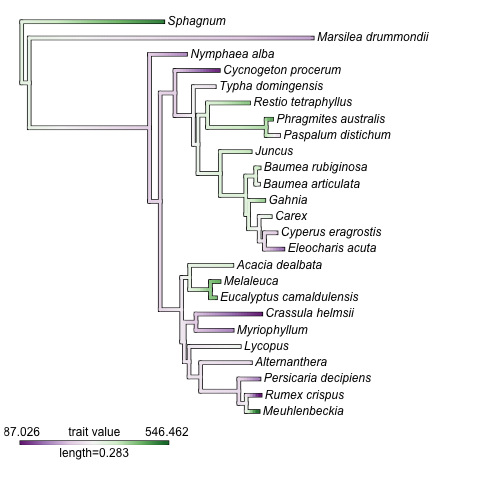 Sphagnum
Marsilea drummondii
Nymphaea alba
Cycnogeton procerum
Typha domingensis
Restio tetraphyllus
Phragmites australis
Paspalum distichum
Juncus
Baumea rubiginosa
Baumea articulata
Gahnia
Carex
Cyperus eragrostis
Eleocharis acuta
Acacia dealbata
Melaleuca
Eucalyptus camaldulensis
Crassula helmsii
Myriophyllum
Lycopus
Alternanthera
Persicaria decipiens
Rumex crispus
Meuhlenbeckia
87.026 trait value 546.462
length=0.283